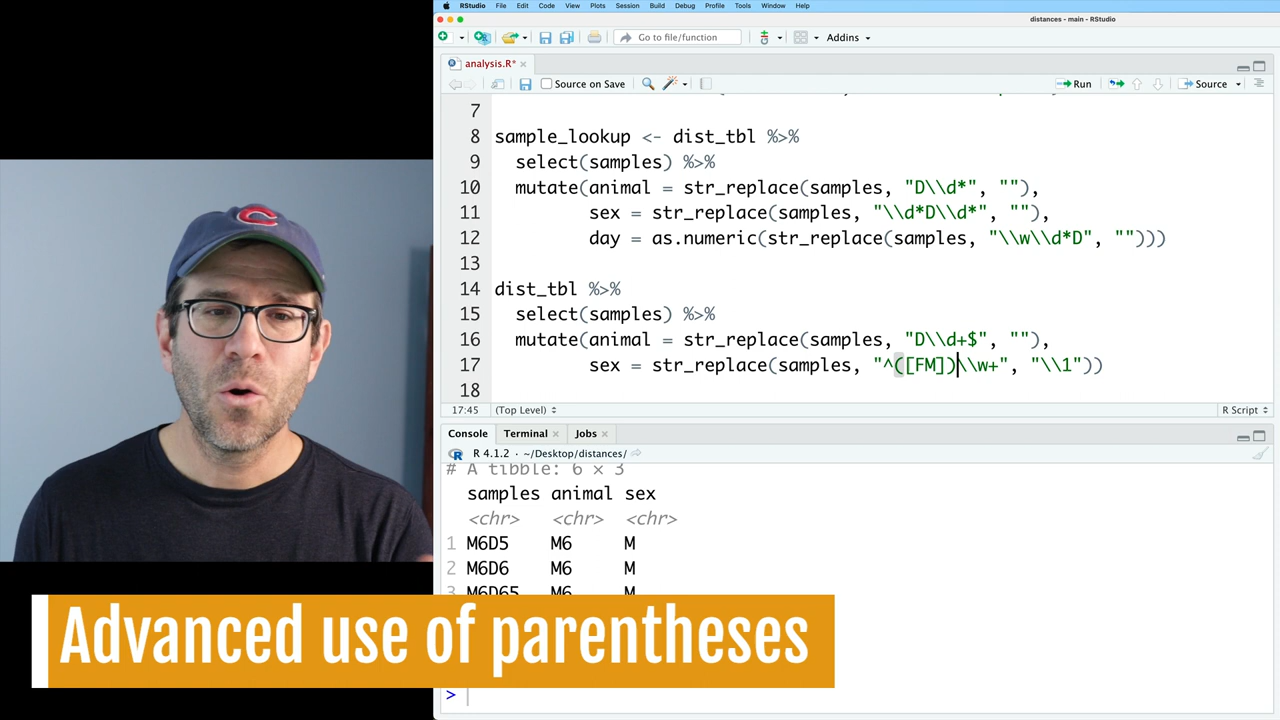 RStudio File Edit Code View Plots Session Build Debug Profile Tools Window Help
distances - main - RStudio
Go to file/function
Addins
analysis.R*
Source on Save
Run
Source
7
8 sample_lookup <- dist_tbl %>%
9 select(samples) %>%
10 mutate(animal = str_replace(samples, "D\\d*", ""),
11 sex = str_replace(samples, "\\d*D\\d*", ""),
12 day = as.numeric(str_replace(samples, "\\w\\d*D", "")))
13
14 dist_tbl %>%
15 select(samples) %>%
16 mutate(animal = str_replace(samples, "D\\d+$", ""),
17 sex = str_replace(samples, "^([FM])\\w+", "\\1"))
18
17:45 (Top Level) R Script
Console Terminal Jobs
R 4.1.2 · ~/Desktop/distances/
# A tibble: 6 × 3
samples animal sex
<chr> <chr> <chr>
1 M6D5 M6 M
2 M6D6 M6 M
3 M6D65 M6 M
Advanced use of parentheses
>
C